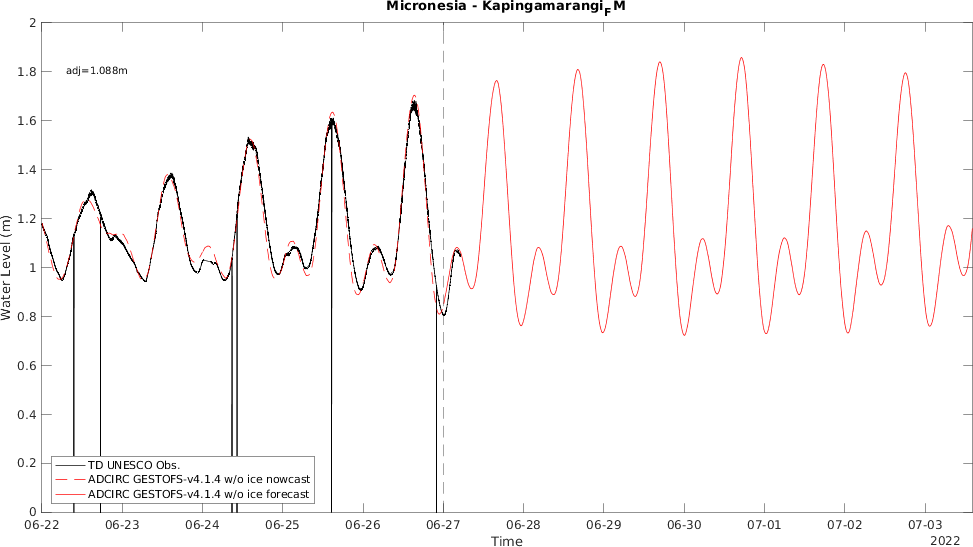 Micronesia - Kapingamarangi_FM
2
1.8
1.6
1.4
1.2
1
0.8
0.6
0.4
0.2
0
Water Level (m)
adj=1.088m
TD UNESCO Obs.
ADCIRC GESTOFS-v4.1.4 w/o ice nowcast
ADCIRC GESTOFS-v4.1.4 w/o ice forecast
06-22 06-23 06-24 06-25 06-26 06-27 06-28 06-29 06-30 07-01 07-02 07-03
Time
2022